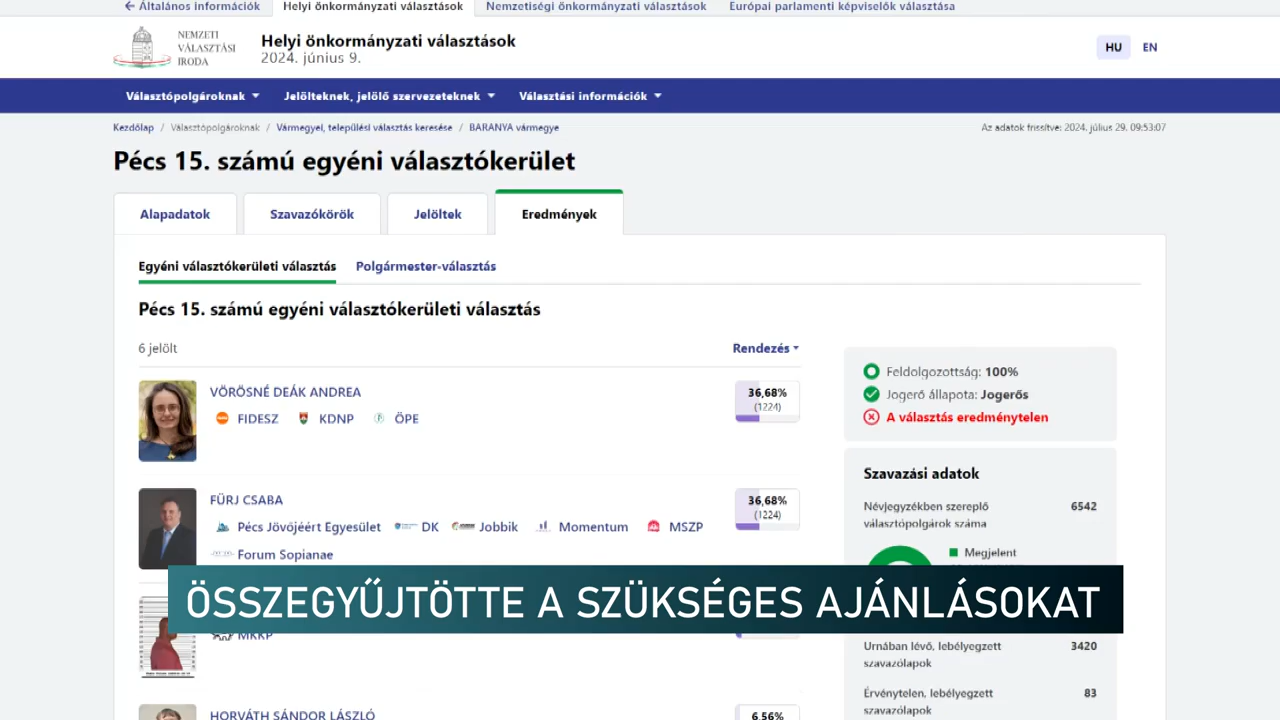 ← Általános információk Helyi önkormányzati választások Nemzetiségi önkormányzati választások Európai parlamenti képviselők választása
NEMZETI
VÁLASZTÁSI
IRODA
Helyi önkormányzati választások
2024. június 9.
HU EN
Választópolgároknak Jelölteknek, jelölő szervezeteknek Választási információk
Kezdőlap / Választópolgároknak / Vármegyei, települési választás keresése / BARANYA vármegye
Az adatok frissítve: 2024. július 29. 09:53:07
Pécs 15. számú egyéni választókerület
Alapadatok Szavazókörök Jelöltek Eredmények
Egyéni választókerületi választás Polgármester-választás
Pécs 15. számú egyéni választókerületi választás
6 jelölt Rendezés
VÖRÖSNÉ DEÁK ANDREA
FIDESZ KDNP ÖPE
36,68%
(1224)
FÜRJ CSABA
Pécs Jövőjéért Egyesület DK Jobbik Momentum MSZP
Forum Sopianae
36,68%
(1224)
MKKP
HORVÁTH SÁNDOR LÁSZLÓ
6,56%
Feldolgozottság: 100%
Jogerő állapota: Jogerős
A választás eredménytelen
Szavazási adatok
Névjegyzékben szereplő
választópolgárok száma
6542
Megjelent
ÖSSZEGYŰJTÖTTE A SZÜKSÉGES AJÁNLÁSOKAT
Urnában lévő, lebélyegzett
szavazólapok
3420
Érvénytelen, lebélyegzett
szavazólapok
83